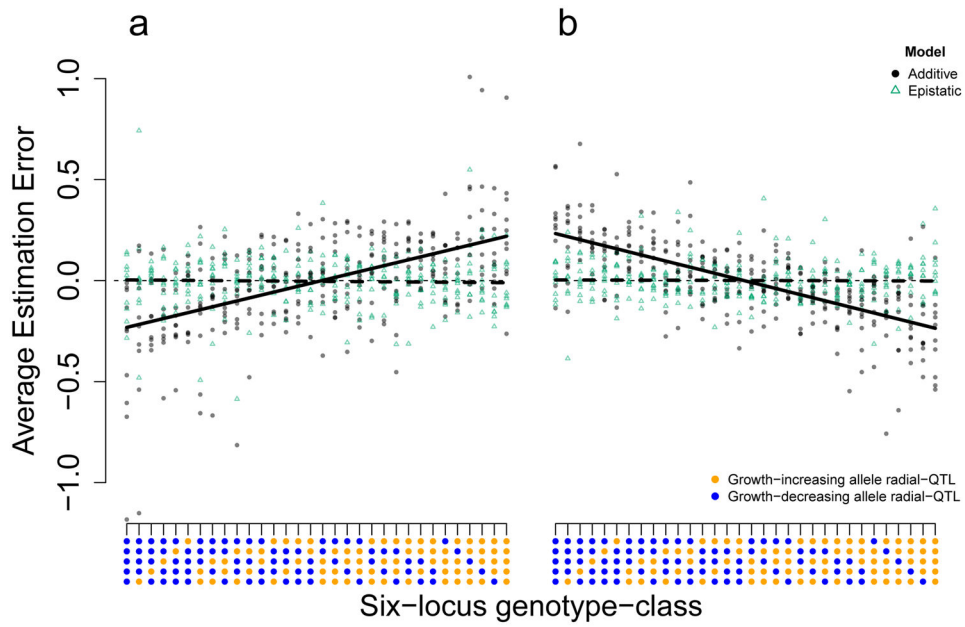 a
b
Model
Additive
Epistatic
1.0
0.5
0.0
−0.5
−1.0
Average Estimation Error
Growth−increasing allele radial−QTL
Growth−decreasing allele radial−QTL
Six−locus genotype−class